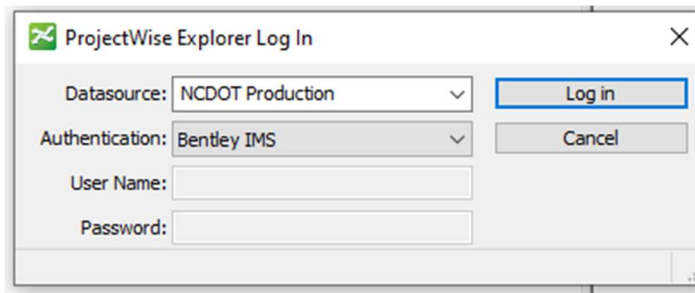 ProjectWise Explorer Log In
Datasource: NCDOT Production Log in
Authentication: Bentley IMS Cancel
User Name:
Password: